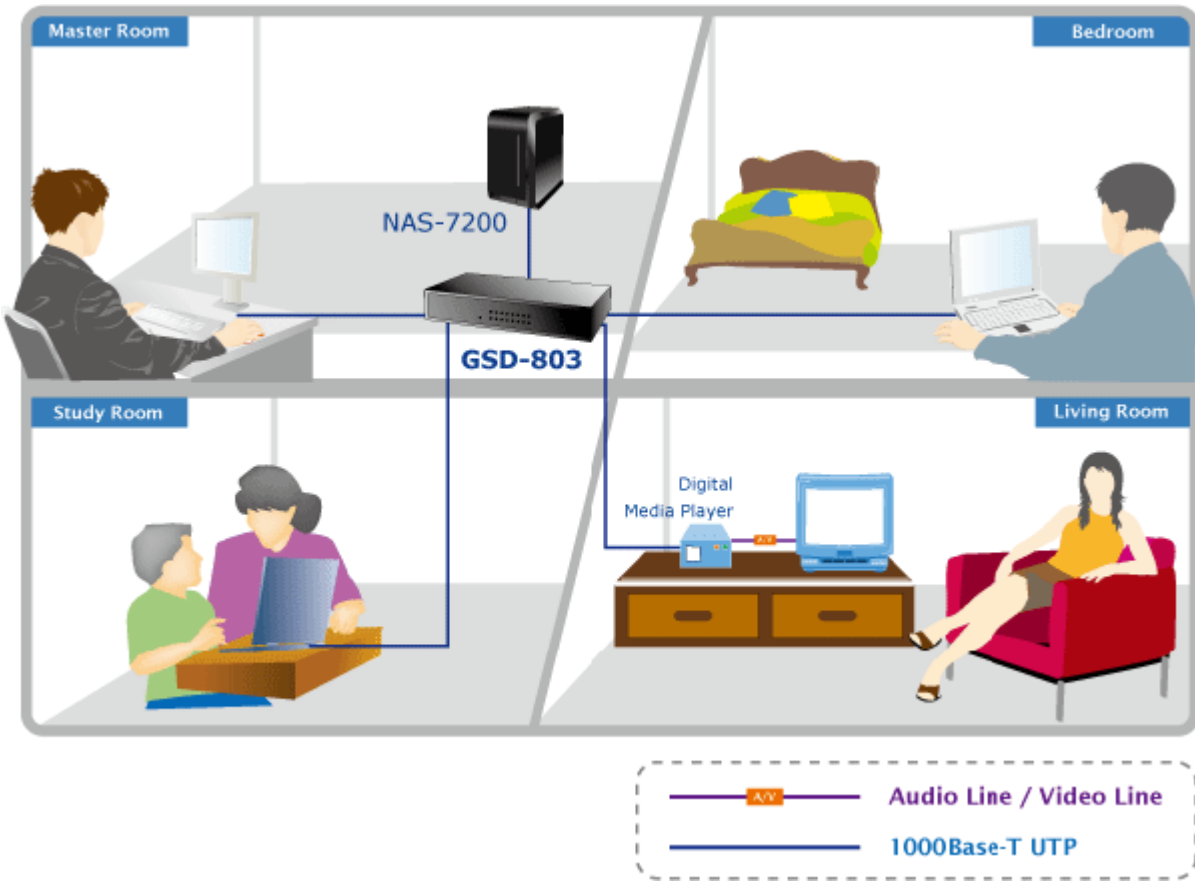 Master Room
Bedroom
NAS-7200
GSD-803
Study Room
Living Room
Digital
Media Player
A/V
A/V
Audio Line / Video Line
1000Base-T UTP